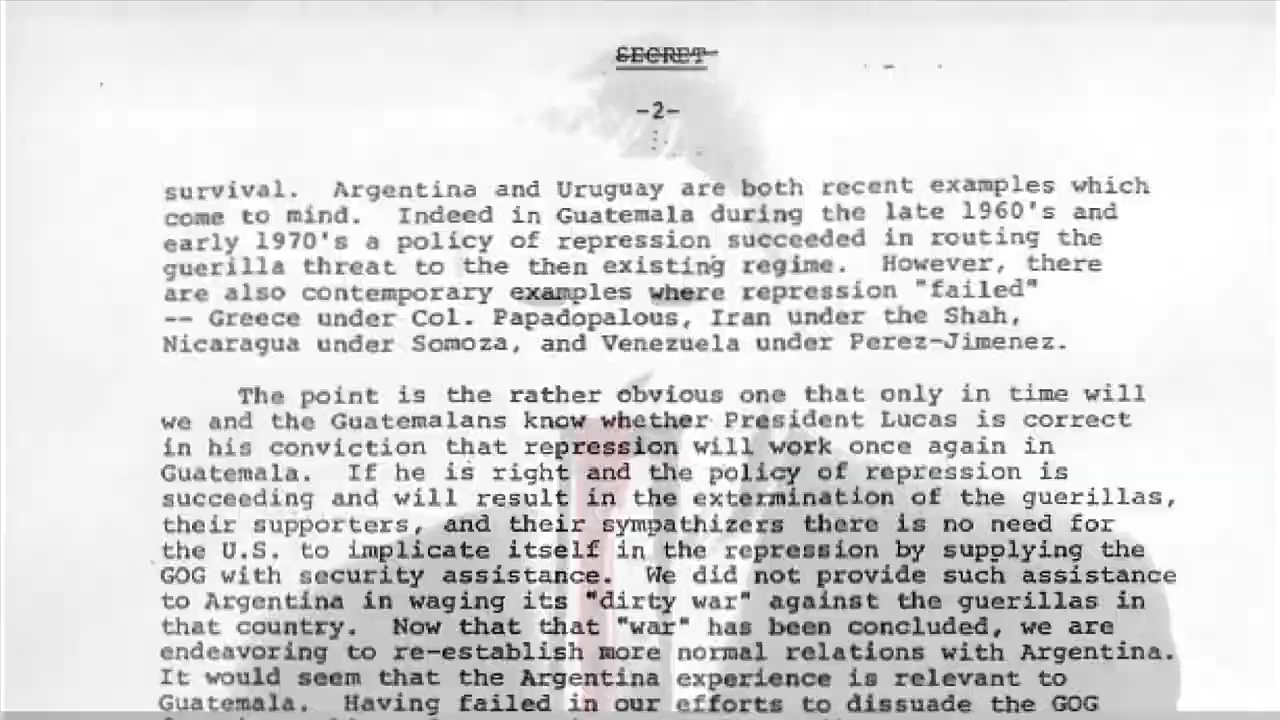 SECRET
-2-
survival. Argentina and Uruguay are both recent examples which
come to mind. Indeed in Guatemala during the late 1960's and
early 1970's a policy of repression succeeded in routing the
guerilla threat to the then existing regime. However, there
are also contemporary examples where repression "failed"
-- Greece under Col. Papadopalous, Iran under the Shah,
Nicaragua under Somoza, and Venezuela under Perez-Jimenez.
The point is the rather obvious one that only in time will
we and the Guatemalans know whether President Lucas is correct
in his conviction that repression will work once again in
Guatemala. If he is right and the policy of repression is
succeeding and will result in the extermination of the guerillas,
their supporters, and their sympathizers there is no need for
the U.S. to implicate itself in the repression by supplying the
GOG with security assistance. We did not provide such assistance
to Argentina in waging its "dirty war" against the guerillas in
that country. Now that that "war" has been concluded, we are
endeavoring to re-establish more normal relations with Argentina.
It would seem that the Argentina experience is relevant to
Guatemala. Having failed in our efforts to dissuade the GOG